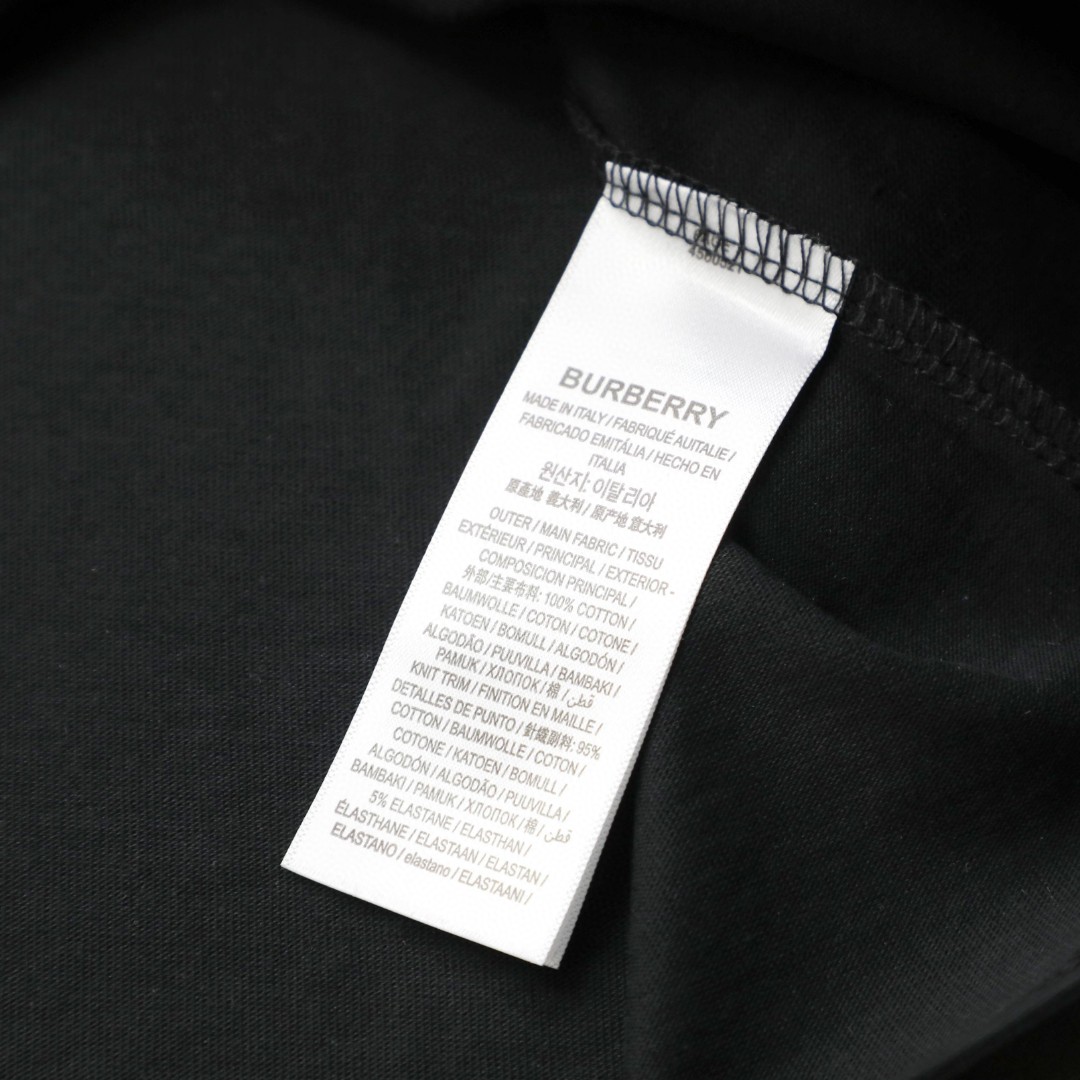 BURBERRY
MADE IN ITALY / FABRIQUÉ AUITALIE /
FABRICADO EMITÁLIA / HECHO EN
ITALIA
원산지: 이탈리아
原產地 義大利 / 原产地 意大利
OUTER / MAIN FABRIC / TISSU
EXTÉRIEUR / PRINCIPAL / EXTERIOR -
COMPOSICION PRINCIPAL /
外部/主要布料: 100% COTTON /
BAUMWOLLE / COTON / COTONE /
KATOEN / BOMULL / ALGODÓN /
ALGODÃO / PUUVILLA / BAMBAKI /
PAMUK / ХЛОПОК / 棉 / قطن
KNIT TRIM / FINITION EN MAILLE /
DETALLES DE PUNTO / 針織副料: 95%
COTTON / BAUMWOLLE / COTON /
COTONE / KATOEN / BOMULL /
ALGODÓN / ALGODÃO / PUUVILLA /
BAMBAKI / PAMUK / ХЛОПОК / 棉 / قطن
5% ELASTANE / ELASTHAN /
ÉLASTHANE / ELASTAAN / ELASTAN /
ELASTANO / elastano / ELASTAANI /